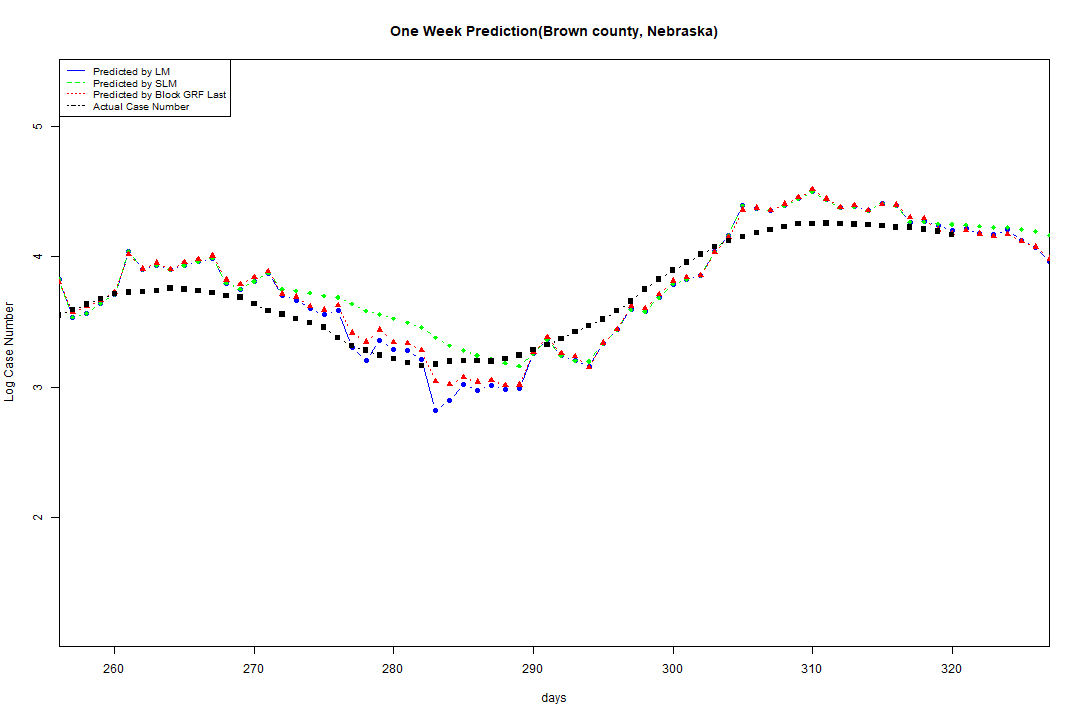 One Week Prediction(Brown county, Nebraska)
Predicted by LM
Predicted by SLM
Predicted by Block GRF Last
Actual Case Number
5
4
3
2
Log Case Number
260 270 280 290 300 310 320
days